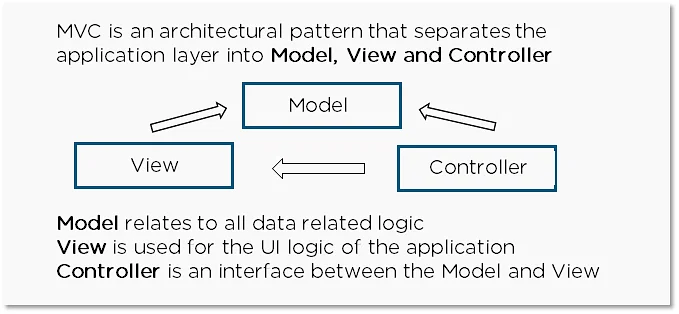 MVC is an architectural pattern that separates the
application layer into Model, View and Controller
Model
View
Controller
Model relates to all data related logic
View is used for the UI logic of the application
Controller is an interface between the Model and View